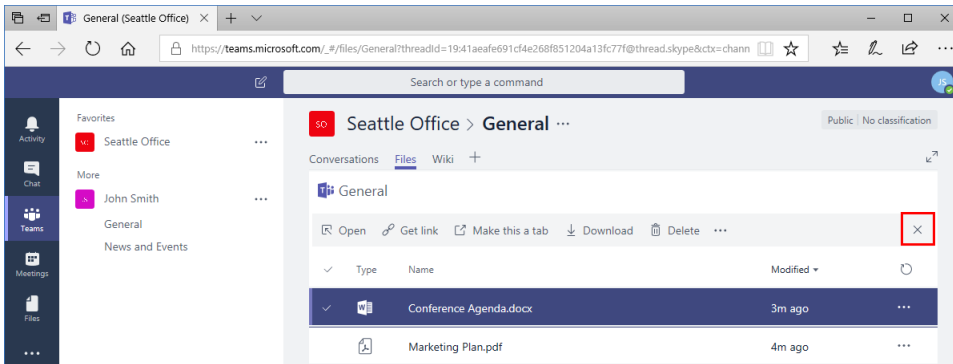 General (Seattle Office)
https://teams.microsoft.com/_#/files/General?threadId=19:41aeafe691cf4e268f851204a13fc77f@thread.skype&ctx=chann
Search or type a command
JS
Activity
Chat
Teams
Meetings
Files
Favorites
SO Seattle Office
More
JS John Smith
General
News and Events
SO Seattle Office > General
Public No classification
Conversations Files Wiki
General
Open Get link Make this a tab Download Delete
Type Name Modified
Conference Agenda.docx 3m ago
Marketing Plan.pdf 4m ago